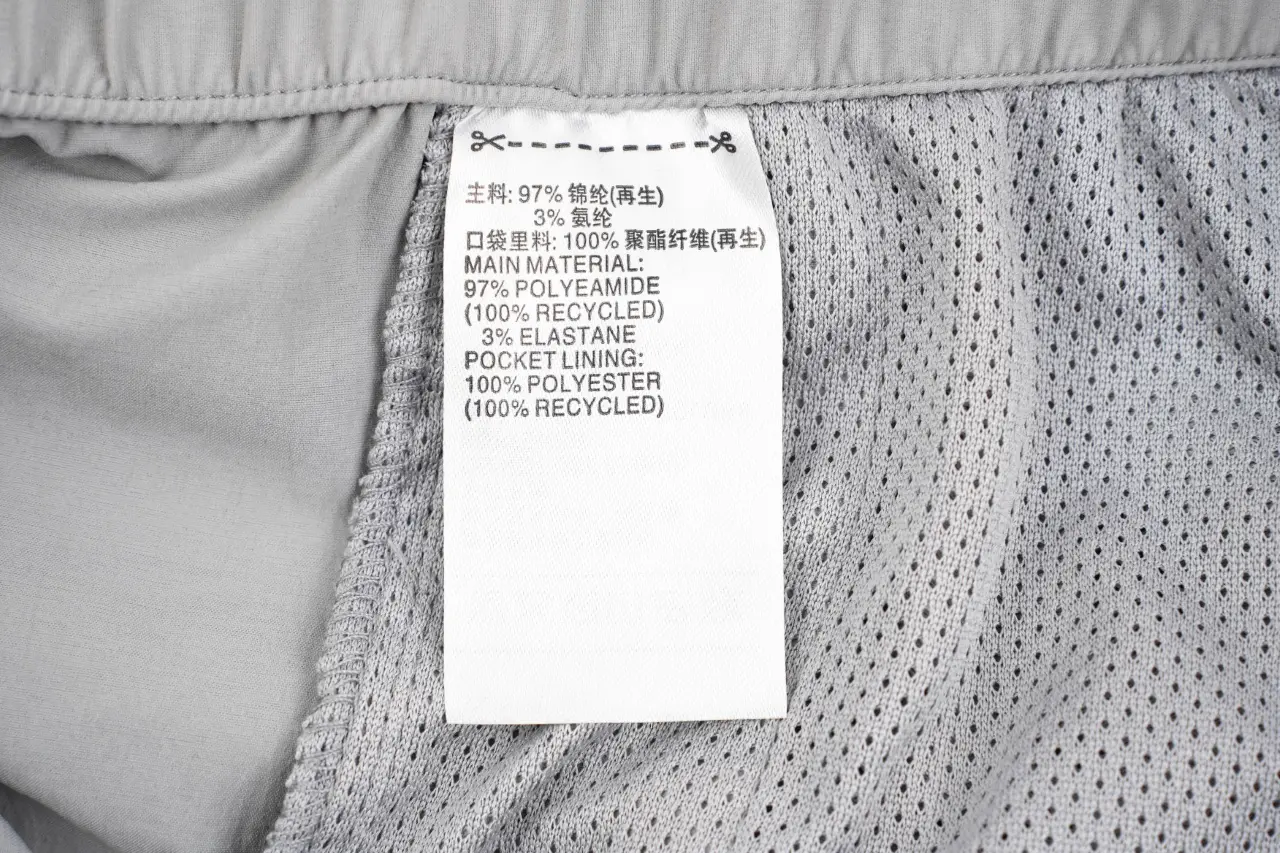 主料: 97% 锦纶(再生)
3% 氨纶
口袋里料: 100% 聚酯纤维(再生)
MAIN MATERIAL:
97% POLYEAMIDE
(100% RECYCLED)
3% ELASTANE
POCKET LINING:
100% POLYESTER
(100% RECYCLED)